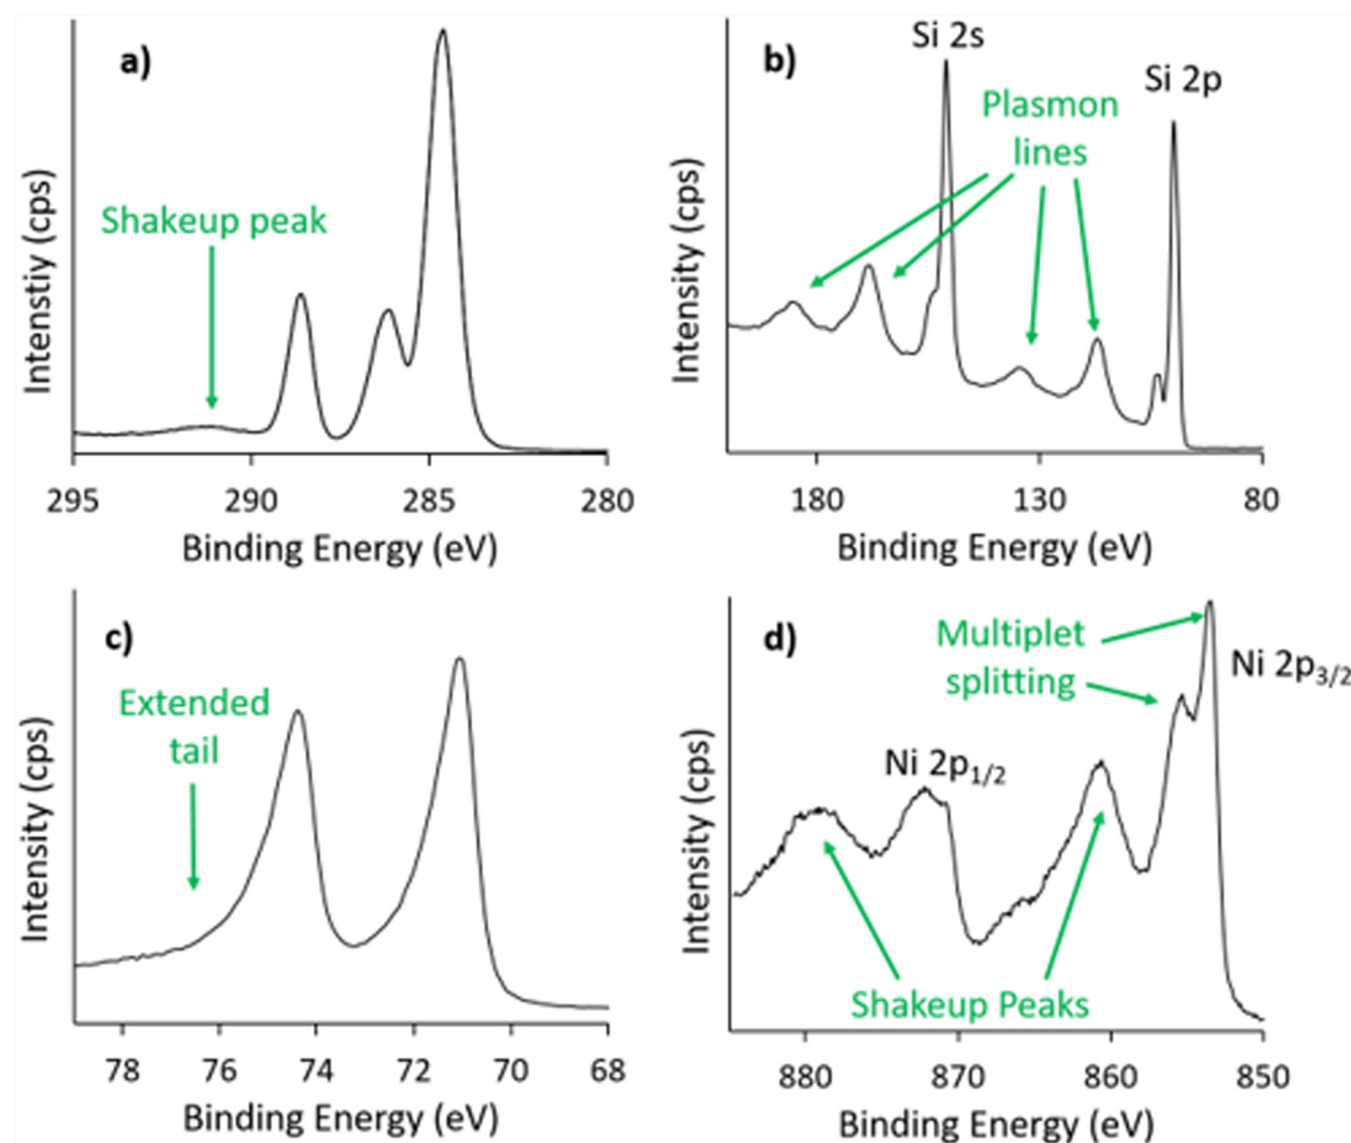 a)
Shakeup peak
Intenstiy (cps)
295 290 285 280
Binding Energy (eV)
b)
Si 2s
Si 2p
Plasmon
lines
Intensity (cps)
180 130 80
Binding Energy (eV)
c)
Extended
tail
Intensity (cps)
78 76 74 72 70 68
Binding Energy (eV)
d)
Multiplet
splitting
Ni 2p3/2
Ni 2p1/2
Shakeup Peaks
Intensity (cps)
880 870 860 850
Binding Energy (eV)